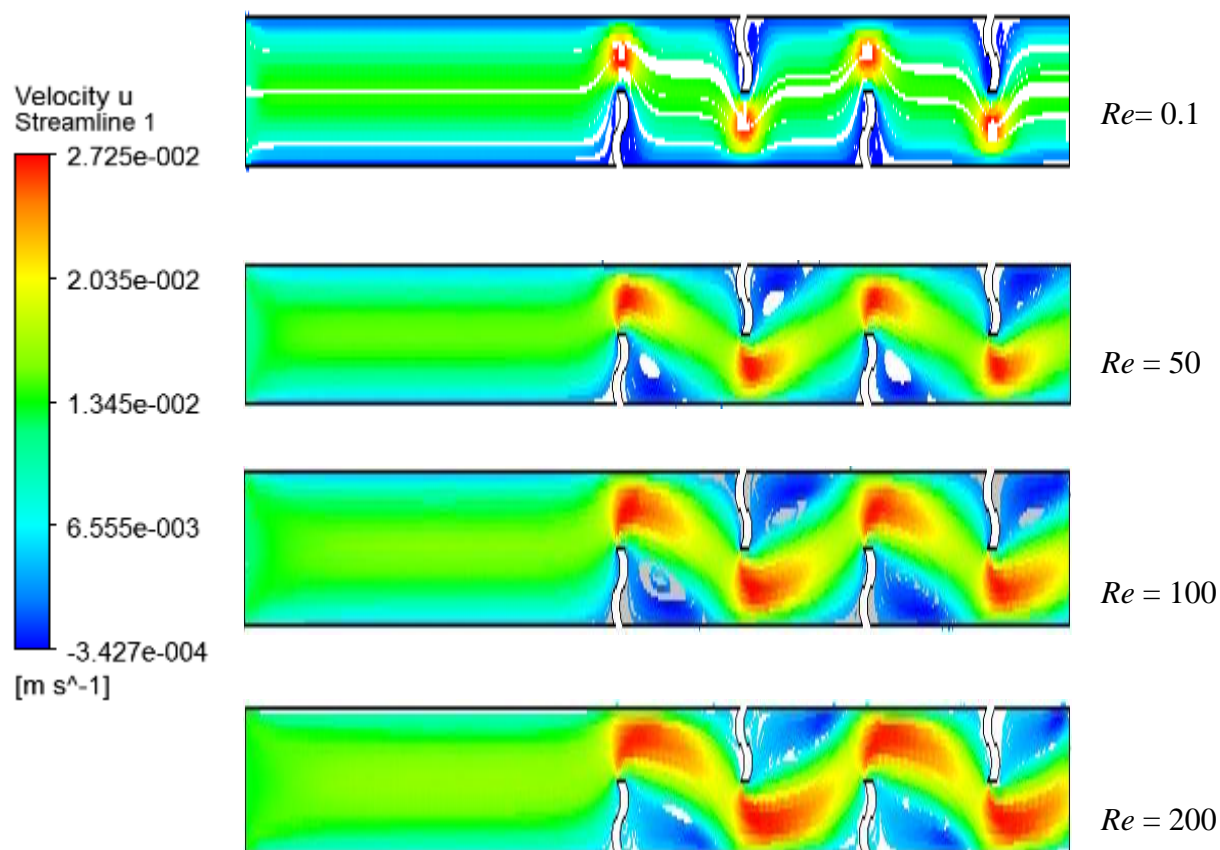 Velocity u
Streamline 1
2.725e-002
2.035e-002
1.345e-002
6.555e-003
-3.427e-004
[m s^-1]
Re= 0.1
Re = 50
Re = 100
Re = 200